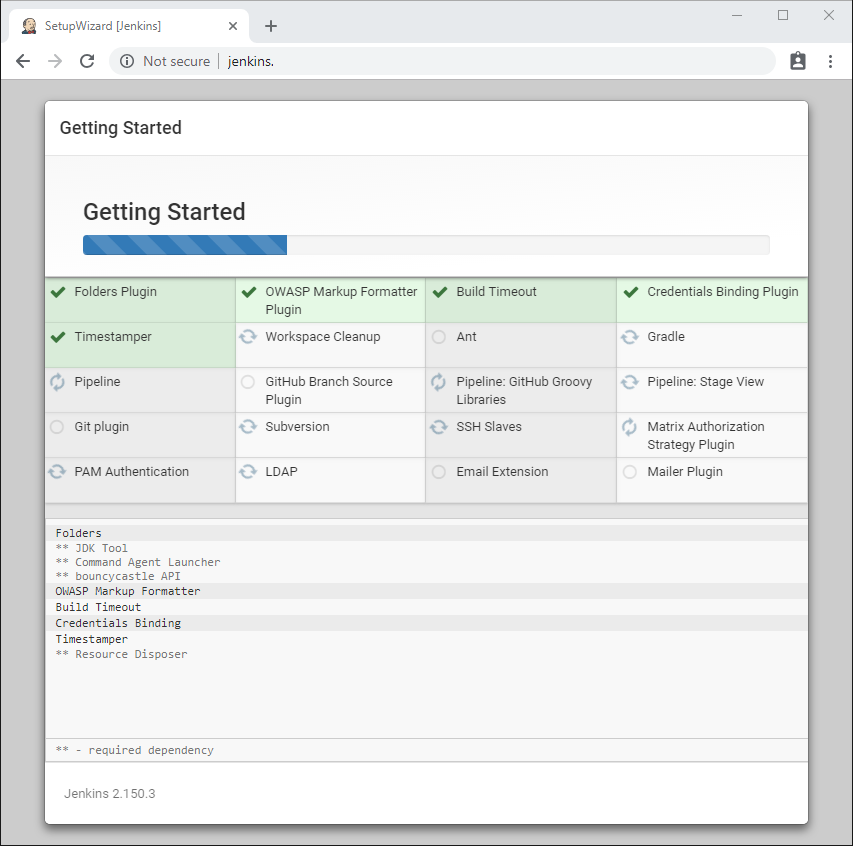 SetupWizard [Jenkins]
Not secure | jenkins.
Getting Started
Getting Started
Folders Plugin
OWASP Markup Formatter
Plugin
Build Timeout
Credentials Binding Plugin
Timestamper
Workspace Cleanup
Ant
Gradle
Pipeline
GitHub Branch Source
Plugin
Pipeline: GitHub Groovy
Libraries
Pipeline: Stage View
Git plugin
Subversion
SSH Slaves
Matrix Authorization
Strategy Plugin
PAM Authentication
LDAP
Email Extension
Mailer Plugin
Folders
** JDK Tool
** Command Agent Launcher
** bouncycastle API
OWASP Markup Formatter
Build Timeout
Credentials Binding
Timestamper
** Resource Disposer
** - required dependency
Jenkins 2.150.3